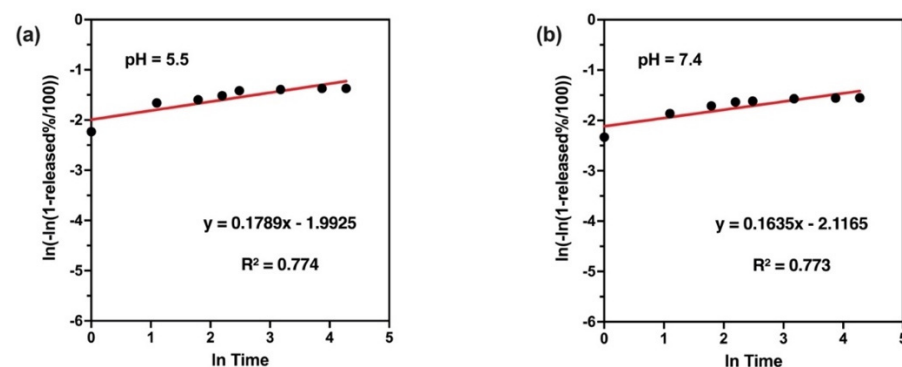 (a)
pH = 5.5
0
-1
-2
-3
-4
-5
-6
ln(-ln(1-released%/100))
y = 0.1789x - 1.9925
R² = 0.774
0 1 2 3 4 5
ln Time
(b)
pH = 7.4
0
-1
-2
-3
-4
-5
-6
ln(-ln(1-released%/100))
y = 0.1635x - 2.1165
R² = 0.773
0 1 2 3 4 5
ln Time